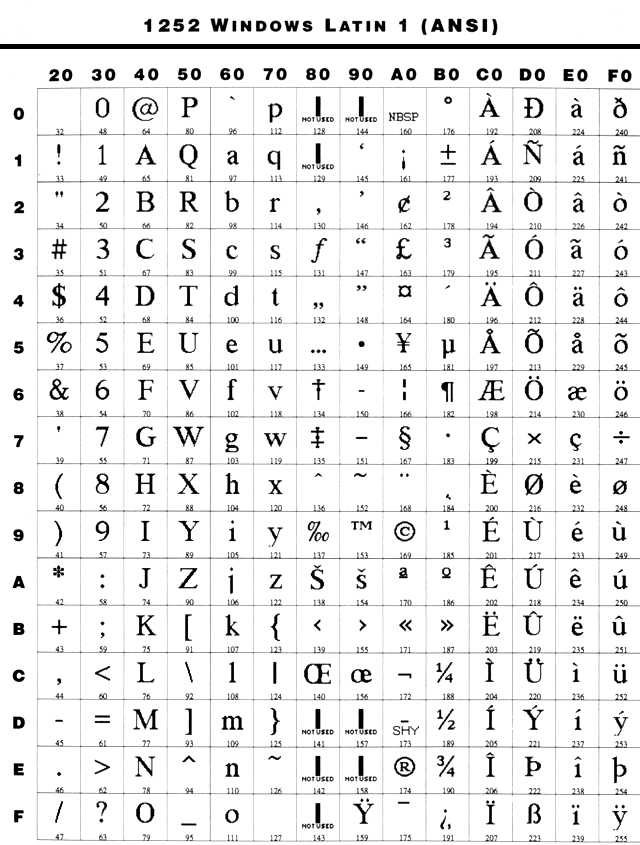 1252 WINDOWS LATIN 1 (ANSI)
20 30 40 50 60 70 80 90 A0 B0 C0 D0 E0 F0
0 0 @ P ` p NOT USED NOT USED NBSP ° À Ð à ð
32 48 64 80 96 112 128 144 160 176 192 208 224 240
1 ! 1 A Q a q NOT USED ‘ ¡ ± Á Ñ á ñ
33 49 65 81 97 113 129 145 161 177 193 209 225 241
2 " 2 B R b r ‚ ’ ¢ ² Â Ò â ò
34 50 66 82 98 114 130 146 162 178 194 210 226 242
3 # 3 C S c s ƒ “ £ ³ Ã Ó ã ó
35 51 67 83 99 115 131 147 163 179 195 211 227 243
4 $ 4 D T d t „ ” ¤ ´ Ä Ô ä ô
36 52 68 84 100 116 132 148 164 180 196 212 228 244
5 % 5 E U e u … • ¥ µ Å Õ å õ
37 53 69 85 101 117 133 149 165 181 197 213 229 245
6 & 6 F V f v † - ¦ ¶ Æ Ö æ ö
38 54 70 86 102 118 134 150 166 182 198 214 230 246
7 ' 7 G W g w ‡ – § · Ç × ç ÷
39 55 71 87 103 119 135 151 167 183 199 215 231 247
8 ( 8 H X h x ˆ ˜ ¨ ¸ È Ø è ø
40 56 72 88 104 120 136 152 168 184 200 216 232 248
9 ) 9 I Y i y ‰ ™ © ¹ É Ù é ù
41 57 73 89 105 121 137 153 169 185 201 217 233 249
A * : J Z j z Š š ª º Ê Ú ê ú
42 58 74 90 106 122 138 154 170 186 202 218 234 250
B + ; K [ k { ‹ › « » Ë Û ë û
43 59 75 91 107 123 139 155 171 187 203 219 235 251
C , < L \ l | Œ œ ¬ ¼ Ì Ü ì ü
44 60 76 92 108 124 140 156 172 188 204 220 236 252
D - = M ] m } NOT USED NOT USED - SHY ½ Í Ý í ý
45 61 77 93 109 125 141 157 173 189 205 221 237 253
E . > N ^ n ~ NOT USED NOT USED ® ¾ Î Þ î þ
46 62 78 94 110 126 142 158 174 190 206 222 238 254
F / ? O _ o NOT USED Ÿ ¯ ¿ Ï ß ï ÿ
47 63 79 95 111 127 143 159 175 191 207 223 239 255